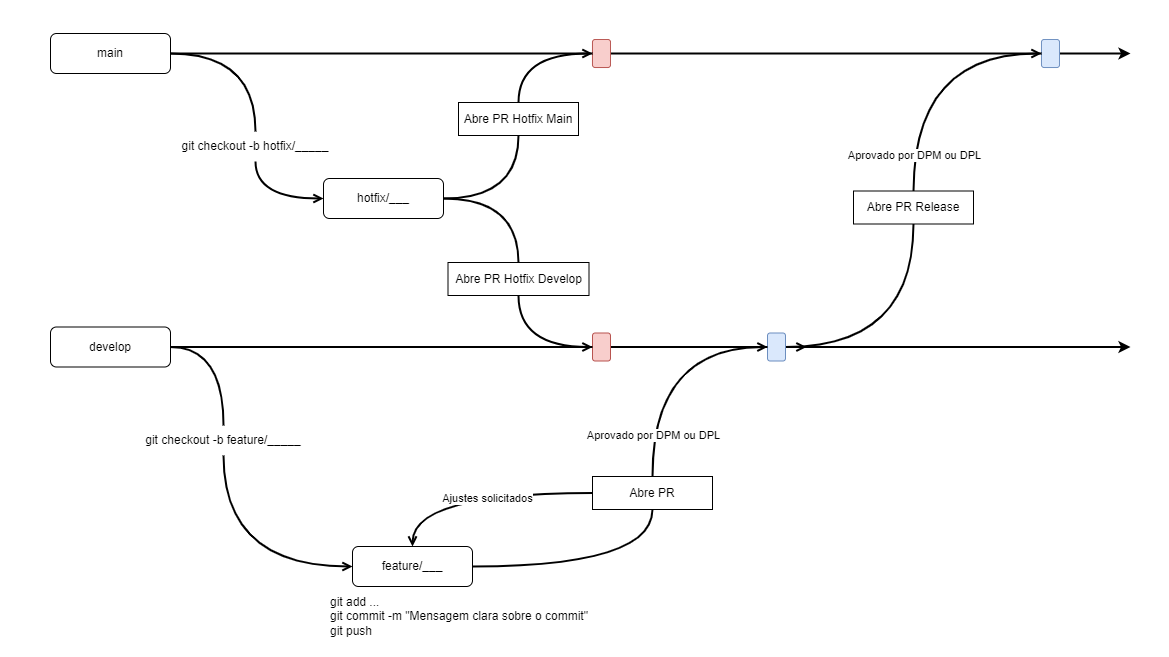 main
Abre PR Hotfix Main
git checkout -b hotfix/_____
Aprovado por DPM ou DPL
hotfix/___
Abre PR Release
Abre PR Hotfix Develop
develop
git checkout -b feature/_____
Aprovado por DPM ou DPL
Abre PR
Ajustes solicitados
feature/___
git add ...
git commit -m "Mensagem clara sobre o commit"
git push